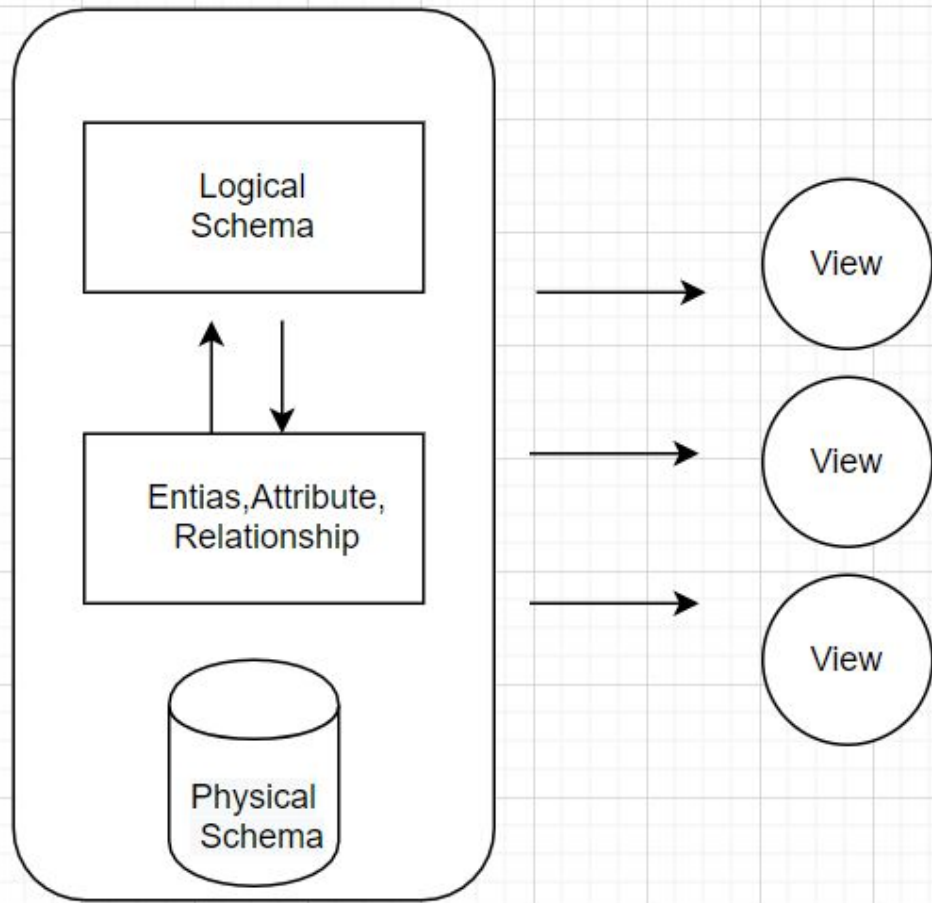 Logical
Schema
Entias,Attribute,
Relationship
Physical
Schema
View
View
View